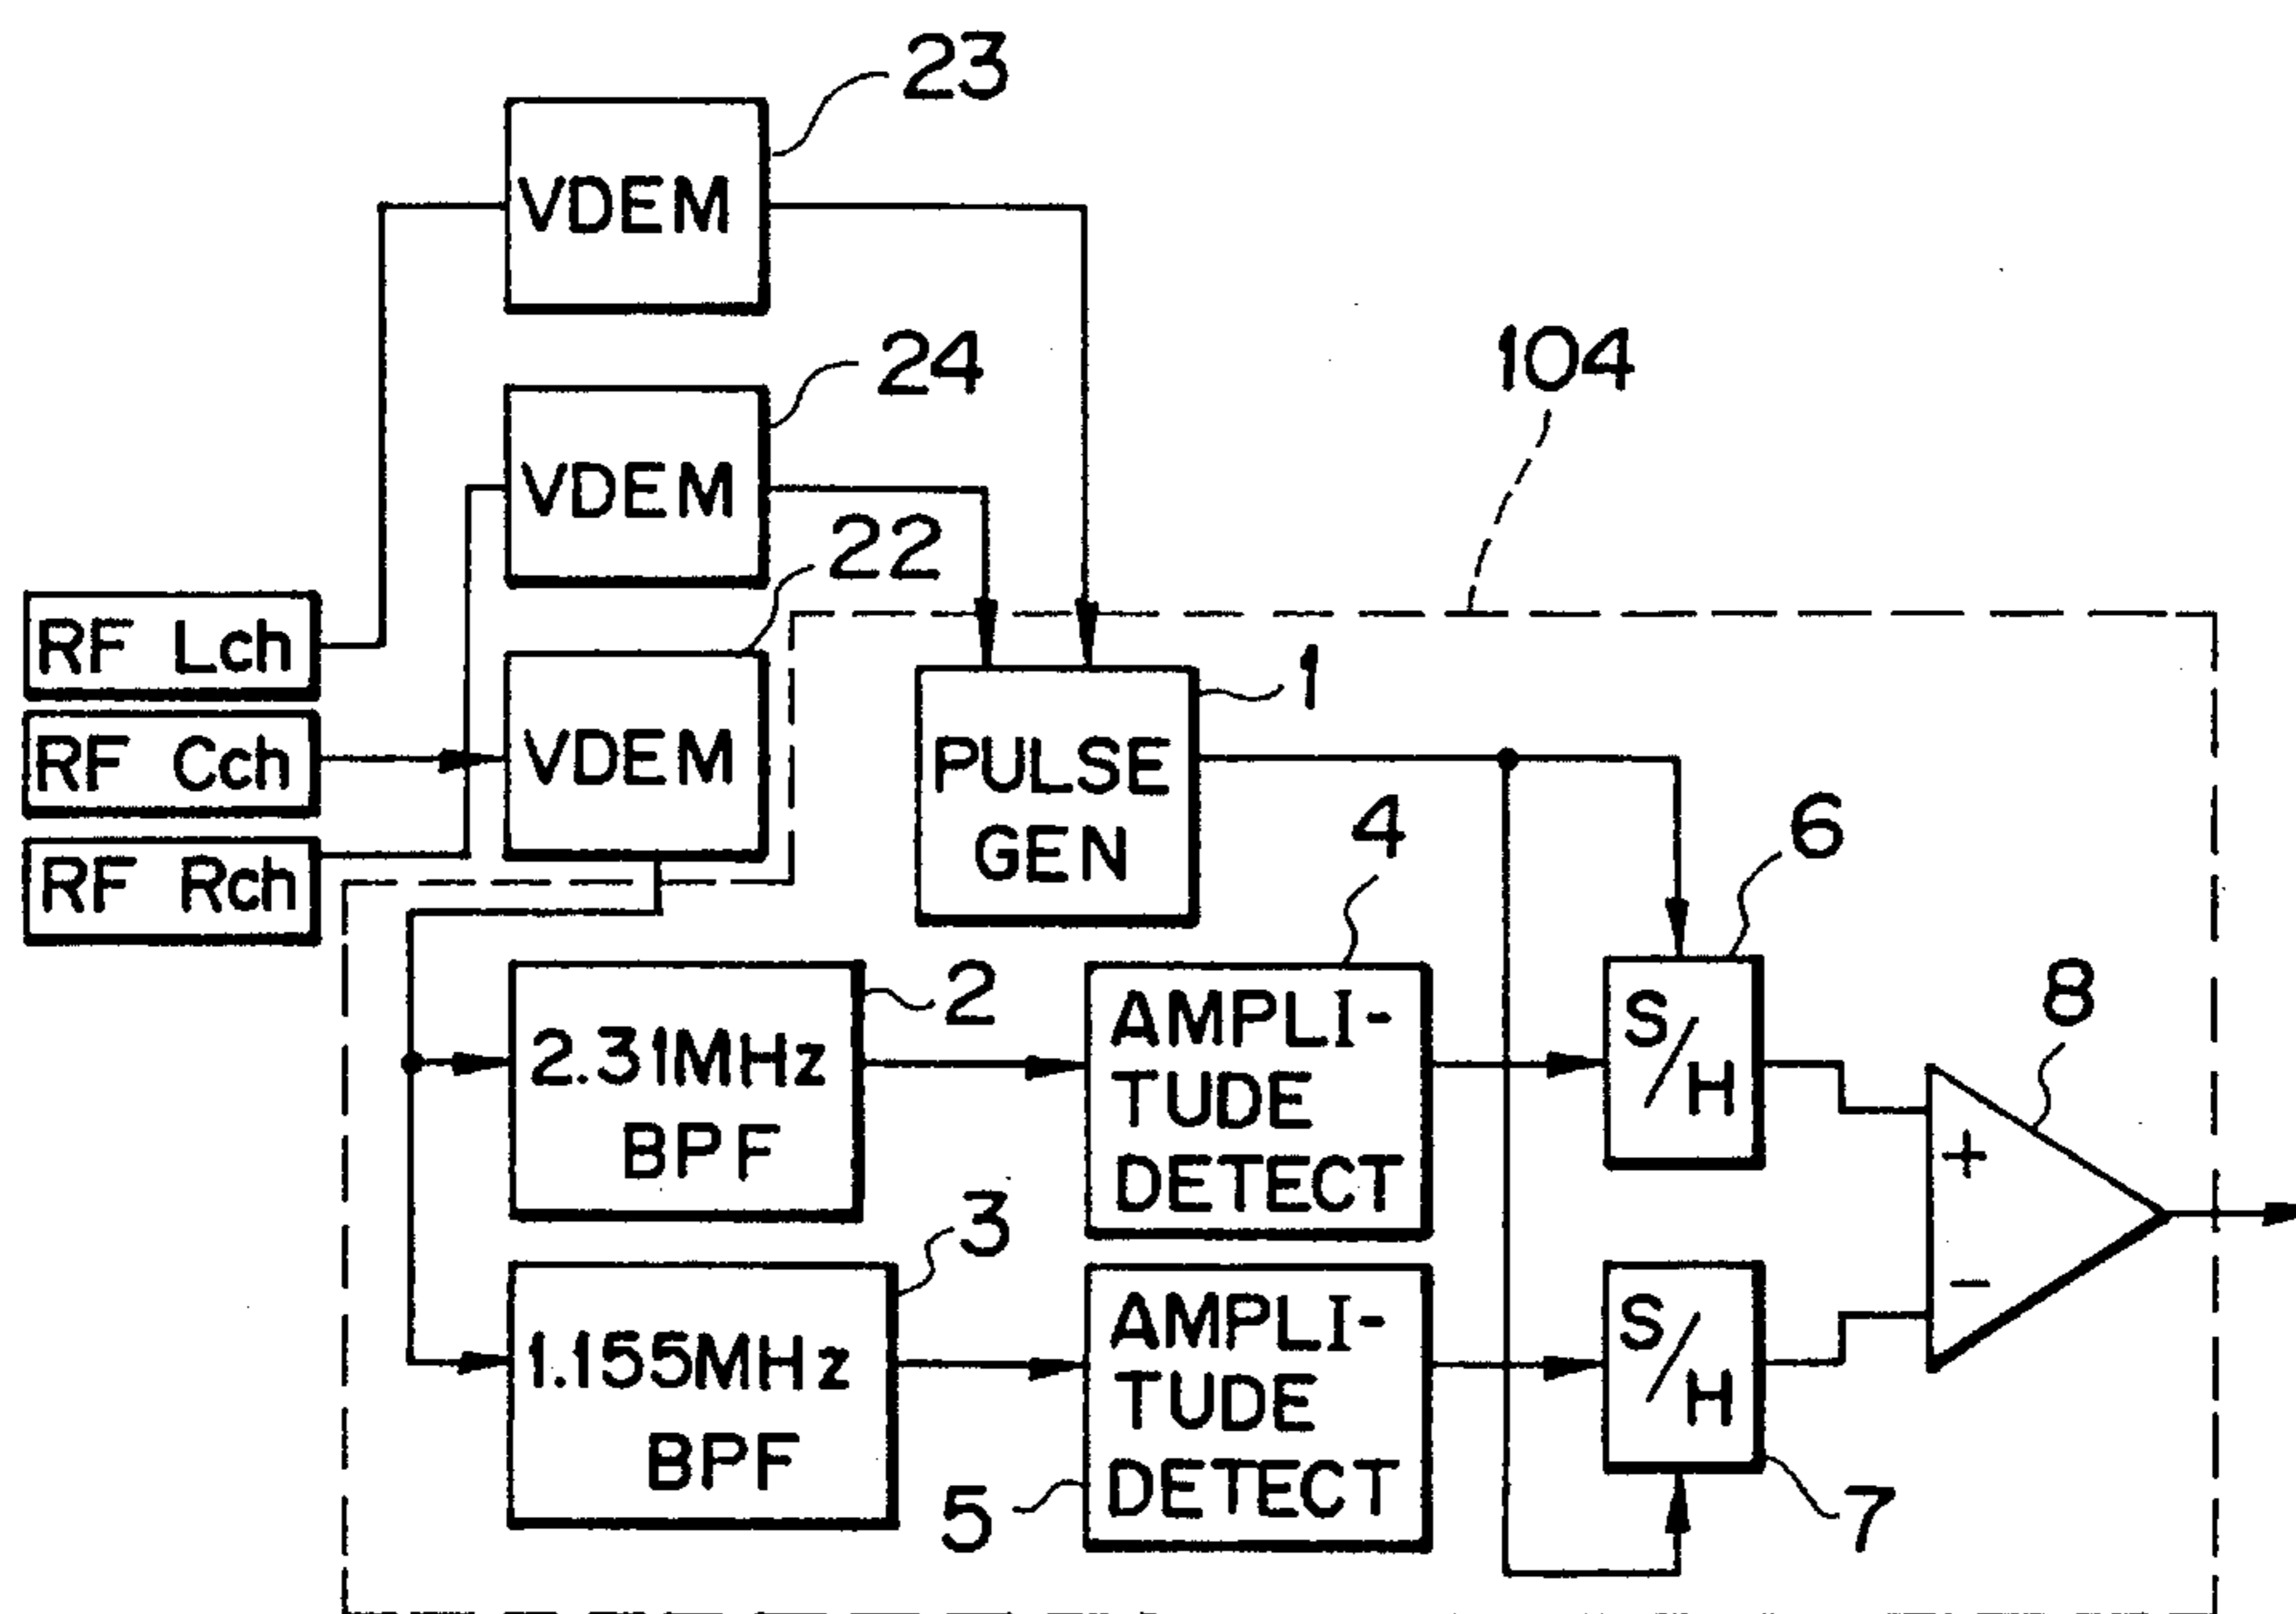 23
VDEM
24
VDEM
104
22
RF Lch
1
RF Cch
VDEM
PULSE
GEN
4
6
RF Rch
2
8
2.31MHz
BPF
AMPLI-
TUDE
DETECT
S/H
+
3
1.155MHz
BPF
AMPLI-
TUDE
DETECT
S/H
-
5
7